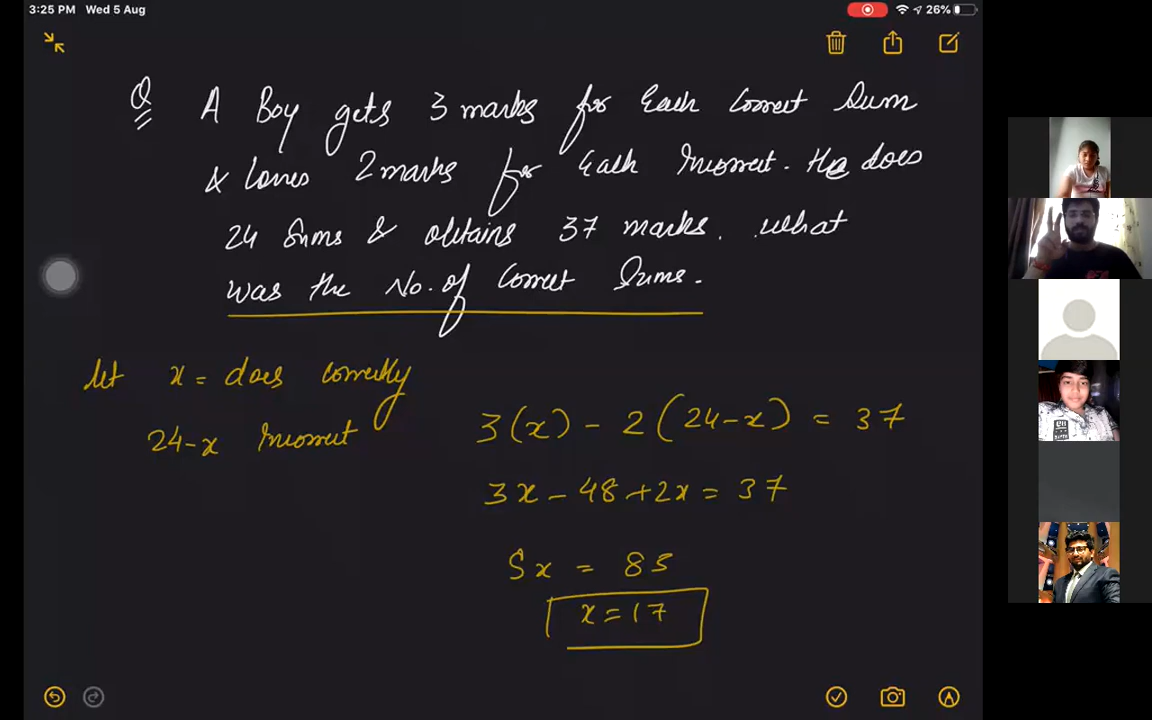 3:25 PM Wed 5 Aug
26%
Q A Boy gets 3 marks for Each Correct Sum
& loses 2 marks for Each Incorrect. He does
24 Sums & obtains 37 marks. what
was the No. of Correct Sums.
let x = does correctly
24-x Incorrect
3(x) - 2(24-x) = 37
3x - 48 + 2x = 37
5x = 85
x = 17